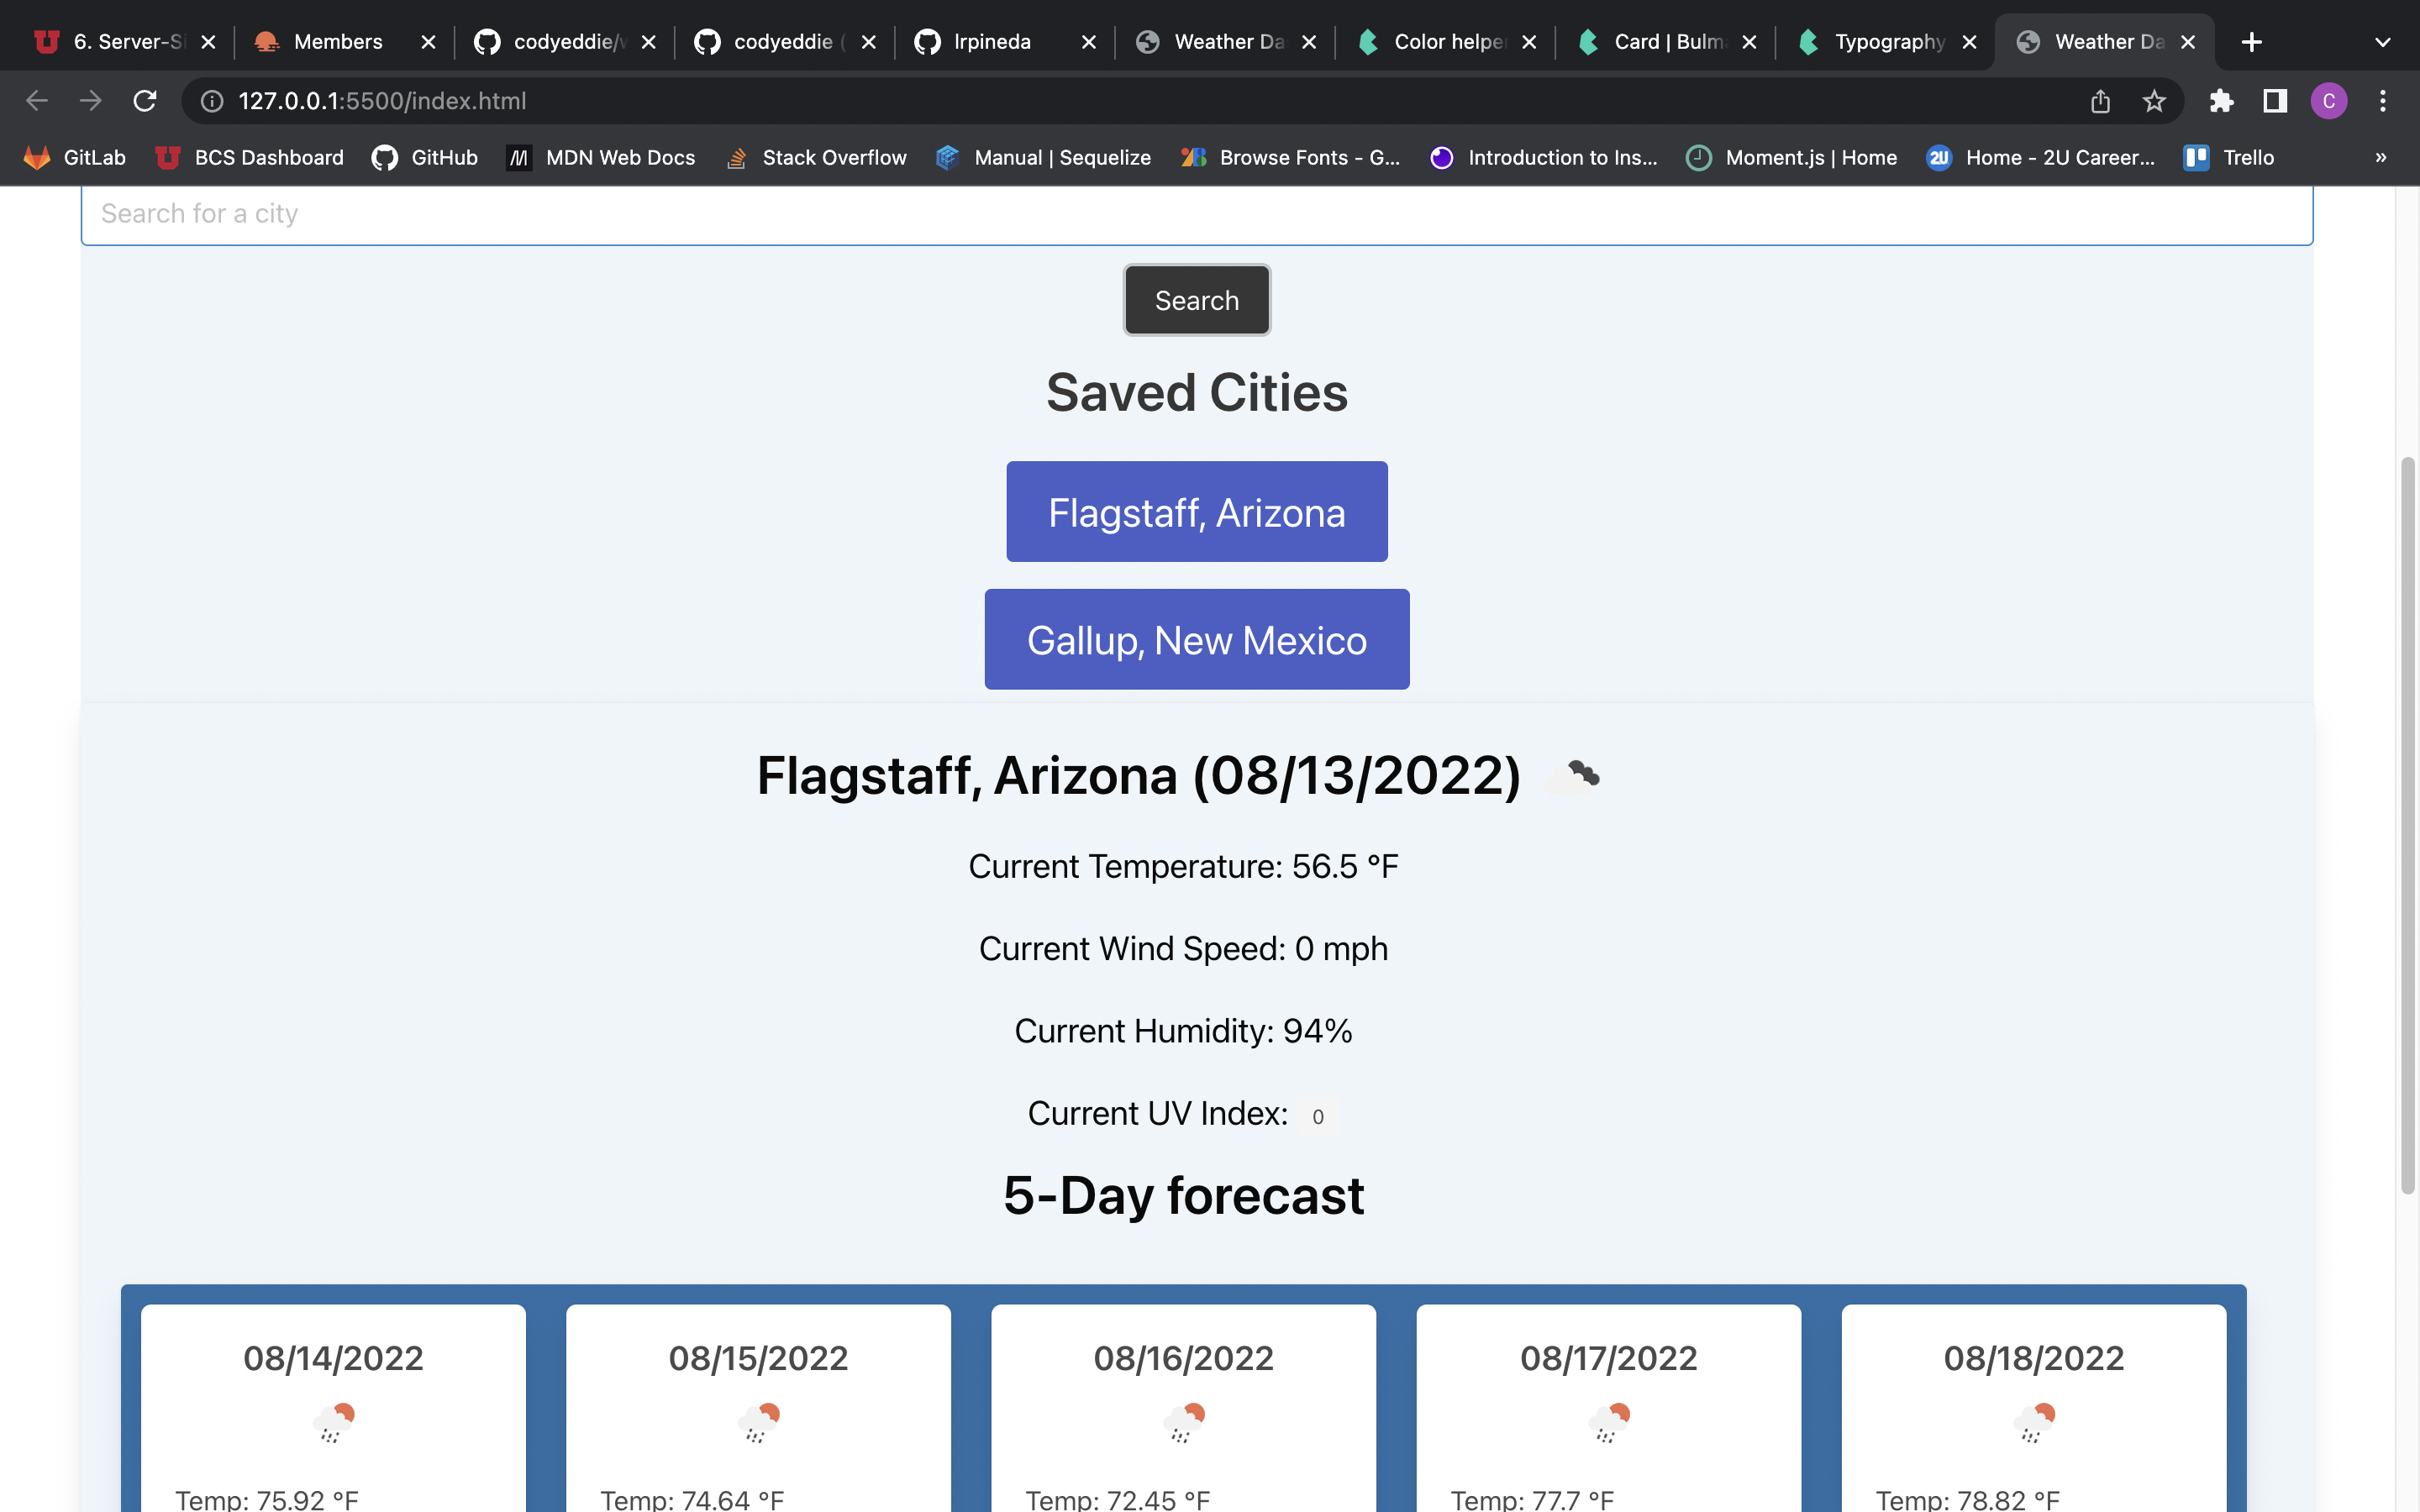 6. Server-Si Members codyeddie/w codyeddie ( lrpineda Weather Da Color helper Card | Bulma Typography Weather Da
127.0.0.1:5500/index.html C
GitLab BCS Dashboard GitHub MDN Web Docs Stack Overflow Manual | Sequelize Browse Fonts - G... Introduction to Ins... Moment.js | Home 2U Home - 2U Career... Trello »
Search for a city
Search
Saved Cities
Flagstaff, Arizona
Gallup, New Mexico
Flagstaff, Arizona (08/13/2022)
Current Temperature: 56.5 °F
Current Wind Speed: 0 mph
Current Humidity: 94%
Current UV Index: 0
5-Day forecast
08/14/2022 08/15/2022 08/16/2022 08/17/2022 08/18/2022
Temp: 75.92 °F Temp: 74.64 °F Temp: 72.45 °F Temp: 77.7 °F Temp: 78.82 °F